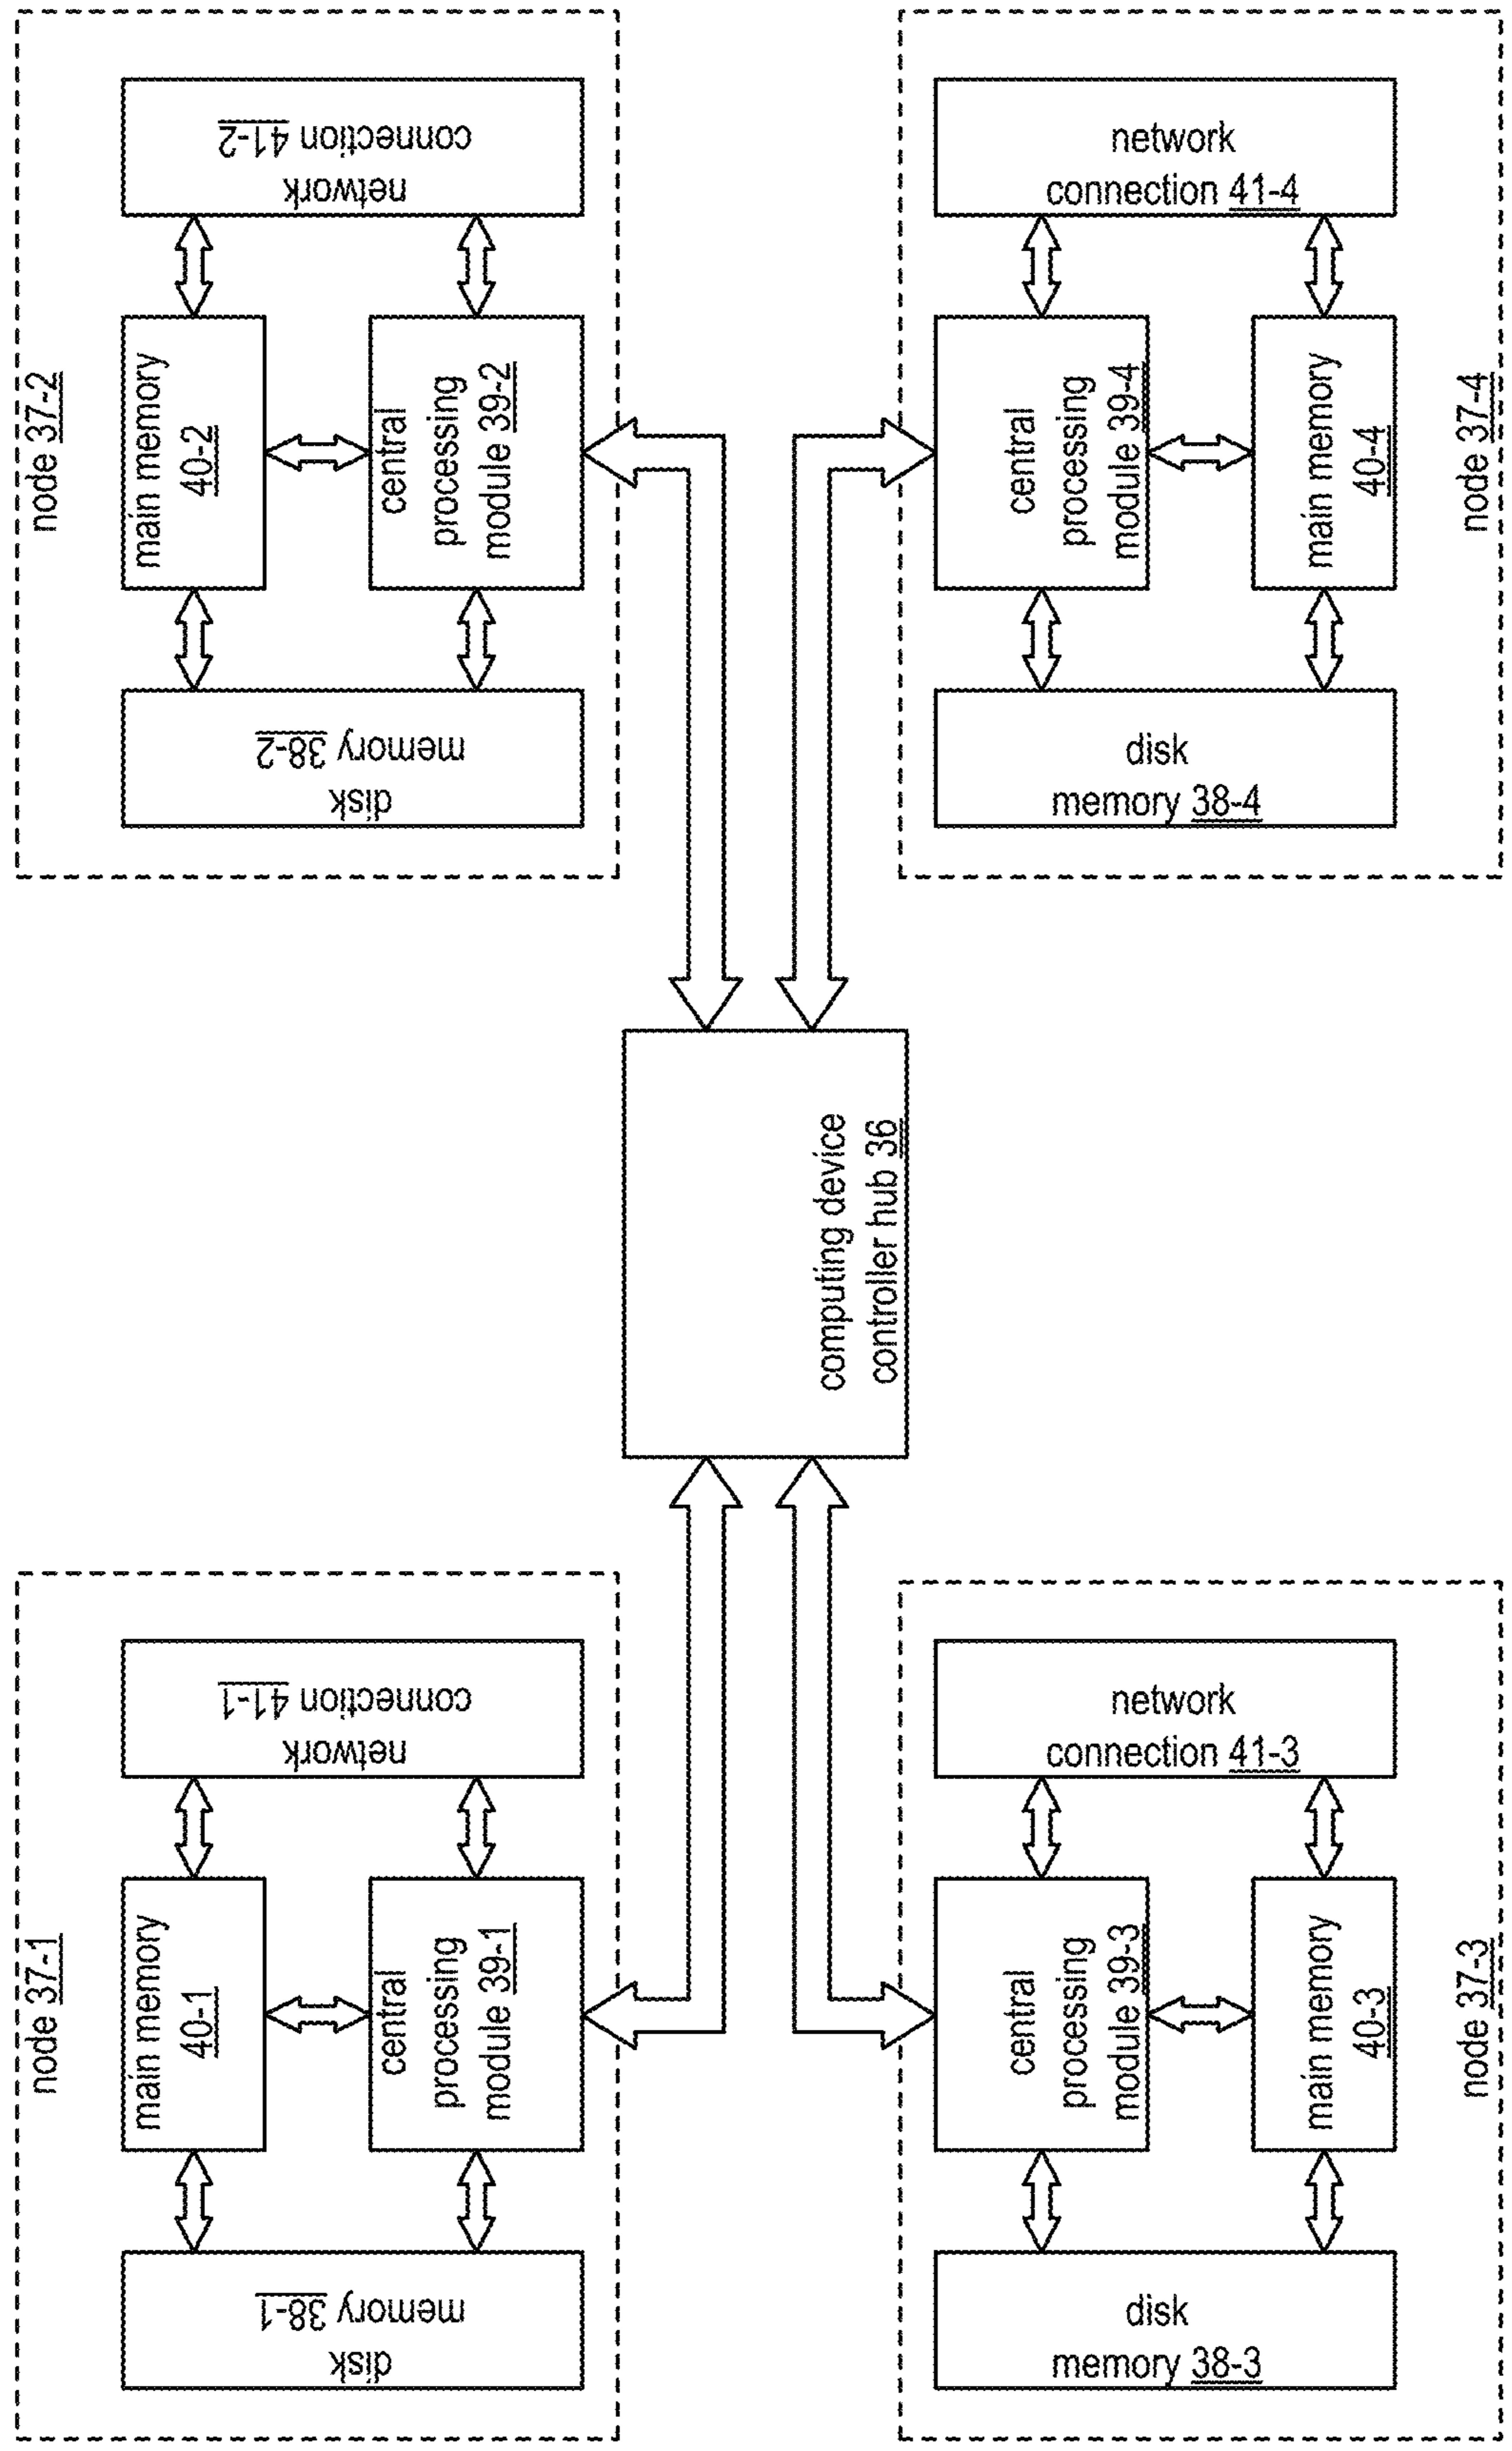 node 37-1
main memory
40-1
disk
memory 38-1
central
processing
module 39-1
network
connection 41-1
node 37-2
main memory
40-2
disk
memory 38-2
central
processing
module 39-2
network
connection 41-2
computing device
controller hub 36
disk
memory 38-3
central
processing
module 39-3
network
connection 41-3
main memory
40-3
node 37-3
disk
memory 38-4
central
processing
module 39-4
network
connection 41-4
main memory
40-4
node 37-4